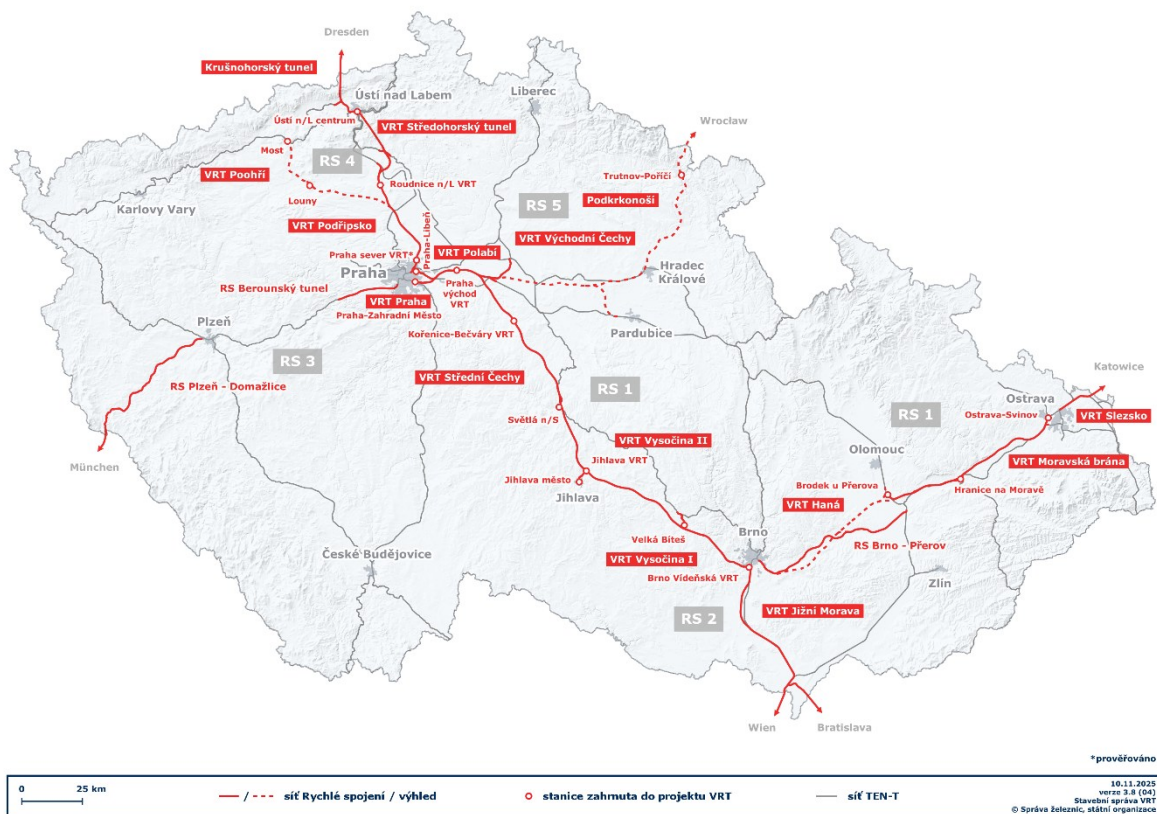 Dresden
Krušnohorský tunel
Ústí nad Labem
Liberec
Ústí n/L centrum
VRT Středohorský tunel
Wrocław
Most
RS 4
VRT Poohří
Trutnov-Poříčí
Roudnice n/L VRT
Podkrkonoší
Karlovy Vary
Louny
RS 5
VRT Podřipsko
VRT Východní Čechy
Praha-Libeň
Praha sever VRT*
VRT Polabí
Praha
Hradec
Králové
RS Berounský tunel
Praha
východ
VRT
VRT Praha
Praha-Zahradní Město
Plzeň
Pardubice
Kořenice-Bečváry VRT
RS 3
Katowice
VRT Střední Čechy
RS Plzeň - Domažlice
RS 1
Ostrava
Světlá n/S
RS 1
Ostrava-Svinov
VRT Slezsko
VRT Vysočina II
Olomouc
München
Jihlava VRT
VRT Moravská brána
Jihlava město
Brodek u Přerova
Hranice na Moravě
Jihlava
VRT Haná
Brno
Velká Bíteš
RS Brno - Přerov
České Budějovice
VRT Vysočina I
Brno Vídeňská VRT
Zlín
RS 2
VRT Jižni Morava
Wien
Bratislava
*prověřováno
0 25 km
/ síť Rychlé spojení / výhled
stanice zahrnuta do projektu VRT
síť TEN-T
10.11.2025
verze 3.8 (04)
Stavební správa VRT
© Správa železnic, státní organizace